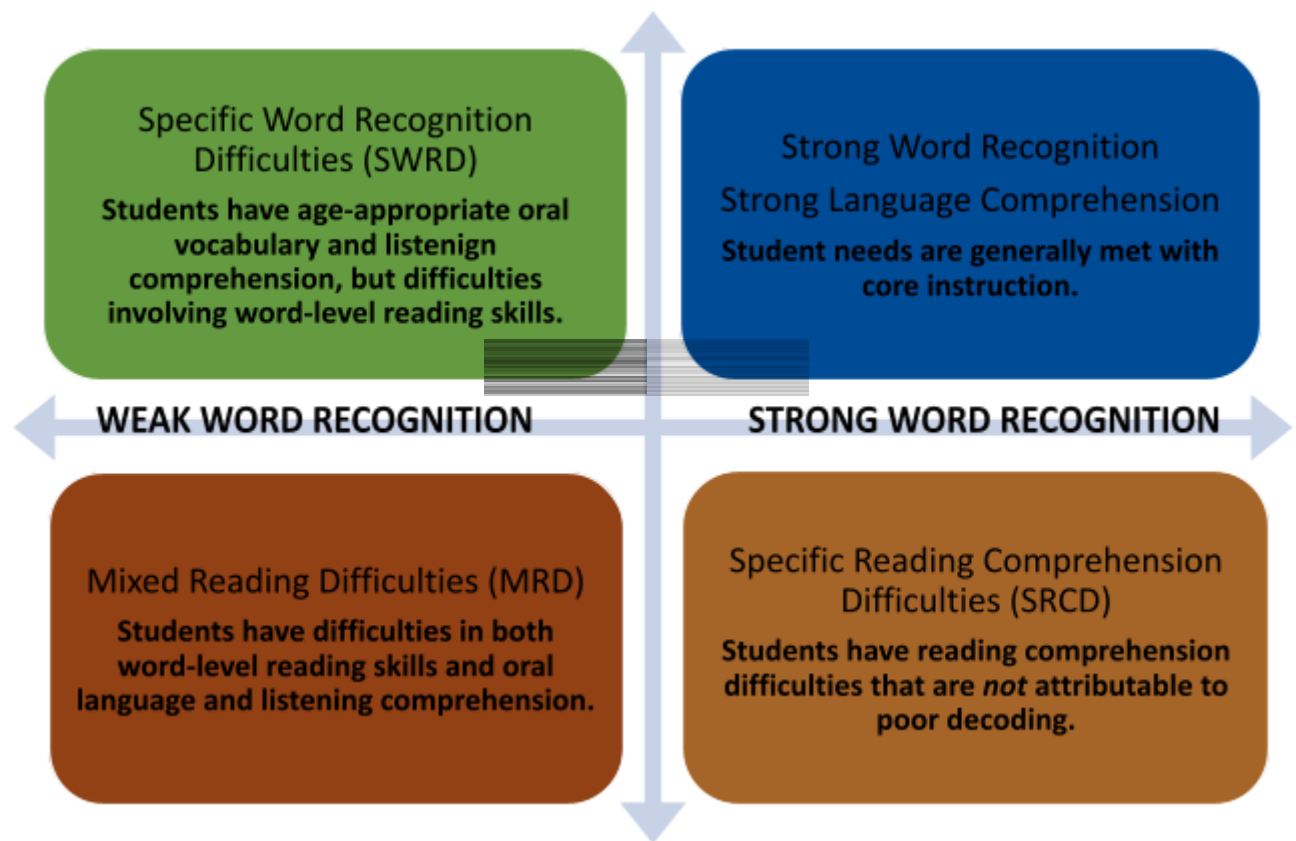 Specific Word Recognition
Difficulties (SWRD)
Students have age-appropriate oral
vocabulary and listenign
comprehension, but difficulties
involving word-level reading skills.
Strong Word Recognition
Strong Language Comprehension
Student needs are generally met with
core instruction.
WEAK WORD RECOGNITION
STRONG WORD RECOGNITION
Mixed Reading Difficulties (MRD)
Students have difficulties in both
word-level reading skills and oral
language and listening comprehension.
Specific Reading Comprehension
Difficulties (SRCD)
Students have reading comprehension
difficulties that are not attributable to
poor decoding.